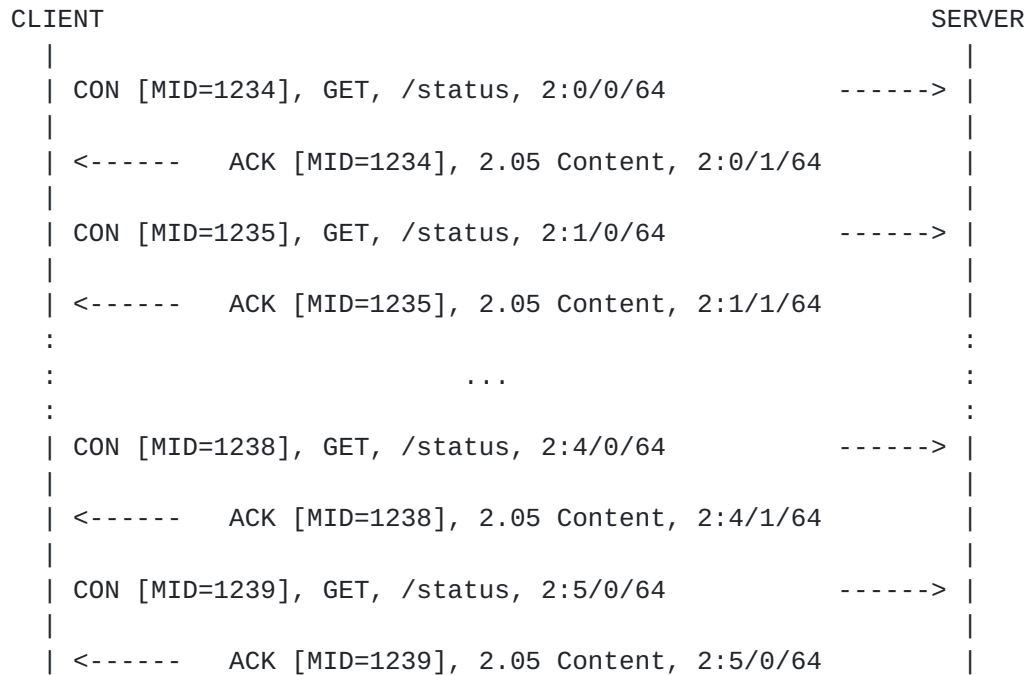 CLIENT                                                     SERVER
  |                                                          |
  | CON [MID=1234], GET, /status, 2:0/0/64           ------> |
  |                                                          |
  | <------   ACK [MID=1234], 2.05 Content, 2:0/1/64         |
  |                                                          |
  | CON [MID=1235], GET, /status, 2:1/0/64           ------> |
  |                                                          |
  | <------   ACK [MID=1235], 2.05 Content, 2:1/1/64         |
  :                                                          :
  :                          ...                             :
  :                                                          :
  | CON [MID=1238], GET, /status, 2:4/0/64           ------> |
  |                                                          |
  | <------   ACK [MID=1238], 2.05 Content, 2:4/1/64         |
  |                                                          |
  | CON [MID=1239], GET, /status, 2:5/0/64           ------> |
  |                                                          |
  | <------   ACK [MID=1239], 2.05 Content, 2:5/0/64         |